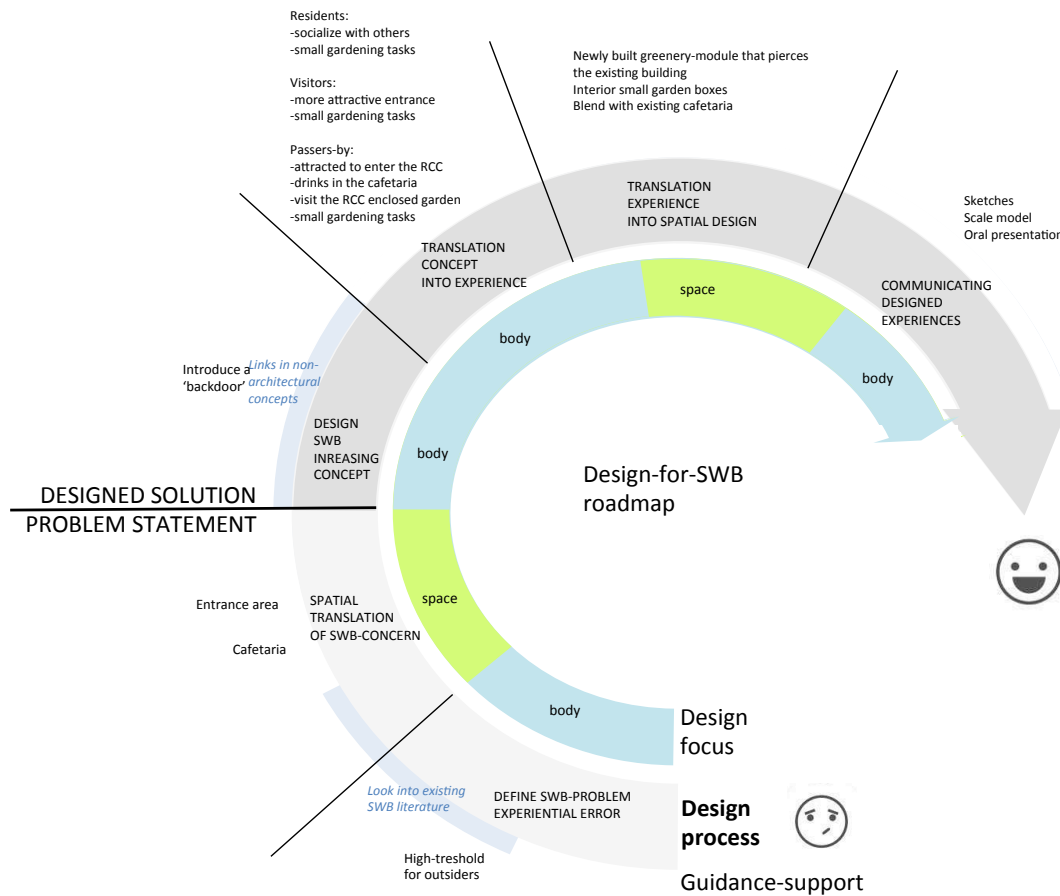 Residents:
-socialize with others
-small gardening tasks
Visitors:
-more attractive entrance
-small gardening tasks
Passers-by:
-attracted to enter the RCC
-drinks in the cafetaria
-visit the RCC enclosed garden
-small gardening tasks
Newly built greenery-module that pierces
the existing building
Interior small garden boxes
Blend with existing cafetaria
Sketches
Scale model
Oral presentation
TRANSLATION
EXPERIENCE
INTO SPATIAL DESIGN
TRANSLATION
CONCEPT
INTO EXPERIENCE
COMMUNICATING
DESIGNED
EXPERIENCES
space
body
body
Introduce a
‘backdoor’
Links in non-
architectural
concepts
DESIGN
SWB
INREASING
CONCEPT
body
Design-for-SWB
roadmap
DESIGNED SOLUTION
PROBLEM STATEMENT
Entrance area
Cafetaria
SPATIAL
TRANSLATION
OF SWB-CONCERN
space
body
Design
focus
Look into existing
SWB literature
DEFINE SWB-PROBLEM
EXPERIENTIAL ERROR
Design
process
High-treshold
for outsiders
Guidance-support